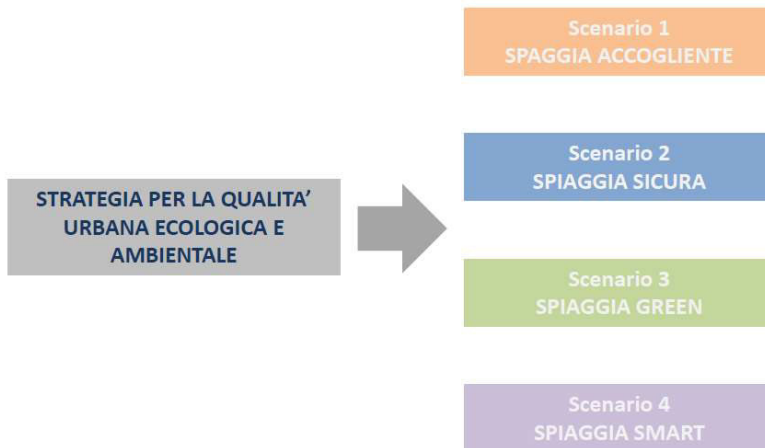 STRATEGIA PER LA QUALITA'
URBANA ECOLOGICA E
AMBIENTALE
Scenario 1
SPAGGIA ACCOGLIENTE
Scenario 2
SPIAGGIA SICURA
Scenario 3
SPIAGGIA GREEN
Scenario 4
SPIAGGIA SMART